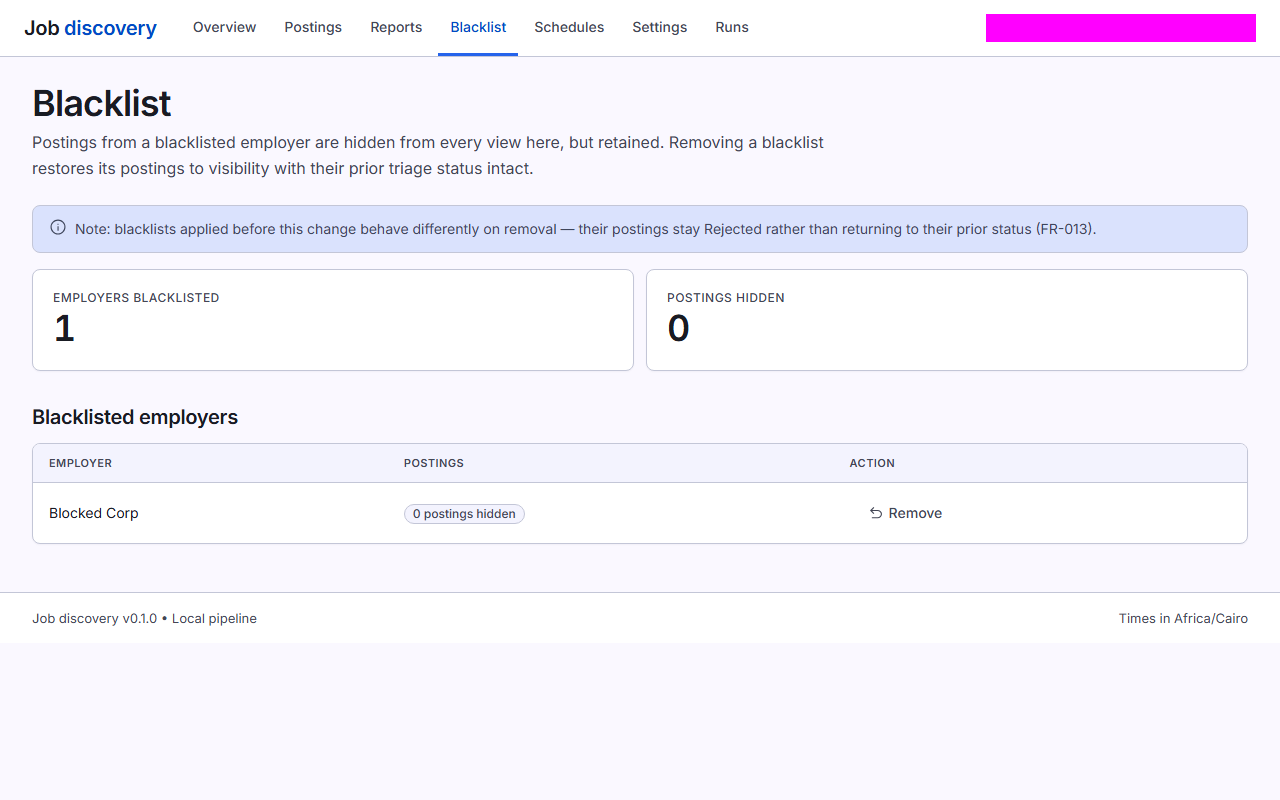 Job discovery
Overview
Postings
Reports
Blacklist
Schedules
Settings
Runs
Blacklist
Postings from a blacklisted employer are hidden from every view here, but retained. Removing a blacklist
restores its postings to visibility with their prior triage status intact.
Note: blacklists applied before this change behave differently on removal — their postings stay Rejected rather than returning to their prior status (FR-013).
EMPLOYERS BLACKLISTED
1
POSTINGS HIDDEN
0
Blacklisted employers
EMPLOYER
POSTINGS
ACTION
Blocked Corp
0 postings hidden
Remove
Job discovery v0.1.0 • Local pipeline
Times in Africa/Cairo